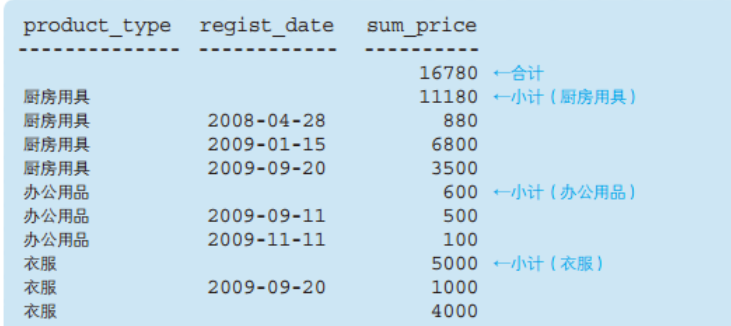 product_type regist_date sum_price
-------------- ------------ ----------
16780 ←合计
厨房用具 11180 ←小计(厨房用具)
厨房用具 2008-04-28 880
厨房用具 2009-01-15 6800
厨房用具 2009-09-20 3500
办公用品 600 ←小计(办公用品)
办公用品 2009-09-11 500
办公用品 2009-11-11 100
衣服 5000 ←小计(衣服)
衣服 2009-09-20 1000
衣服 4000